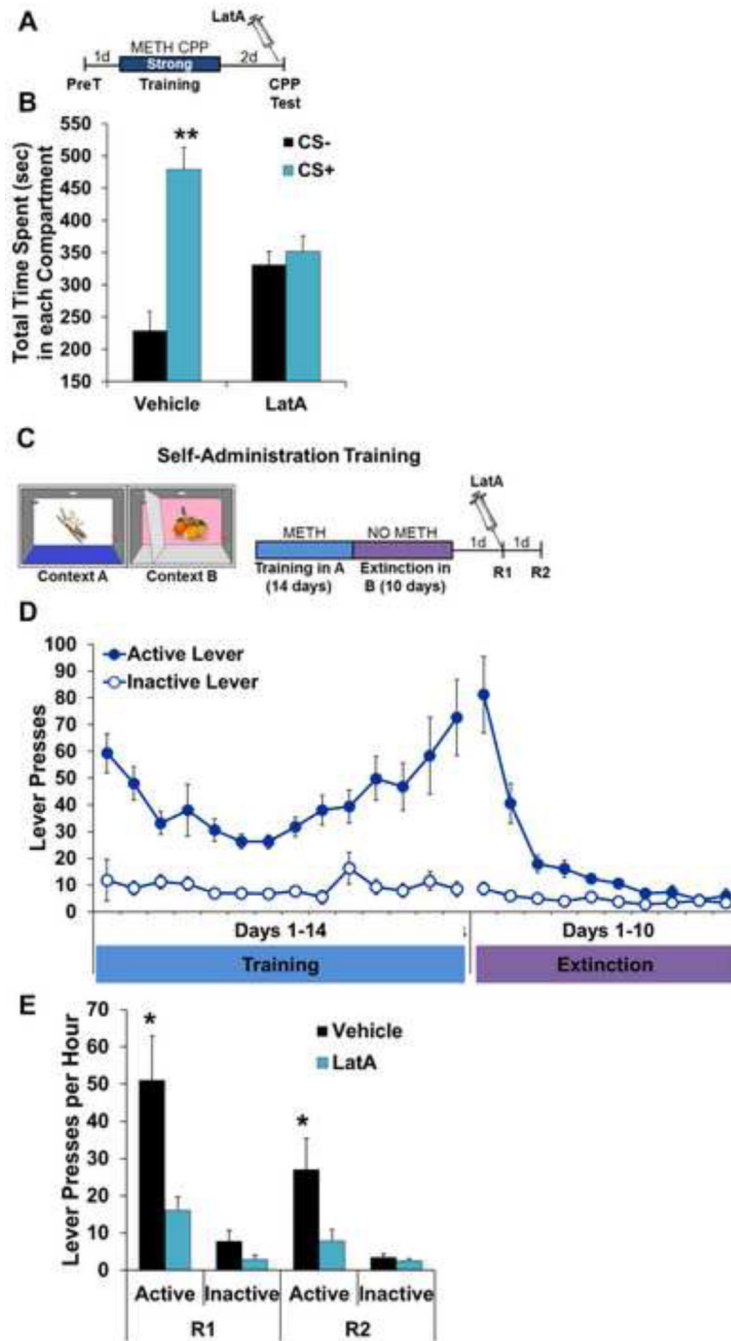 A
LatA
1d METH CPP 2d
Strong
PreT Training CPP
Test
B
Total Time Spent (sec)
in each Compartment
550
500
450
400
350
300
250
200
150
**
CS-
CS+
Vehicle LatA
C
Self-Administration Training
LatA
METH NO METH 1d 1d
Context A Context B Training in A Extinction in R1 R2
(14 days) B (10 days)
D
Lever Presses
100
90
80
70
60
50
40
30
20
10
0
Active Lever
Inactive Lever
Days 1-14 Days 1-10
Training Extinction
E
Lever Presses per Hour
70
60
50
40
30
20
10
0
*
*
Vehicle
LatA
Active Inactive Active Inactive
R1 R2